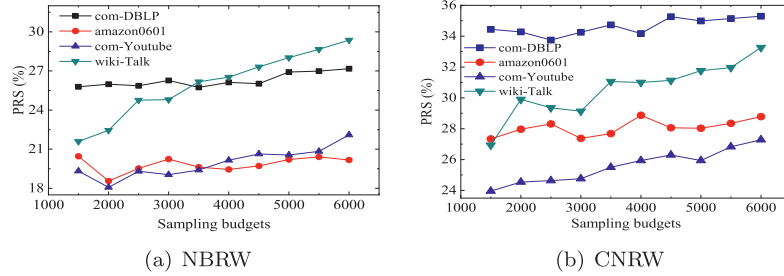 com-DBLP
amazon0601
com-Youtube
wiki-Talk
PRS (%)
30
27
24
21
18
1000 2000 3000 4000 5000 6000
Sampling budgets
(a) NBRW
com-DBLP
amazon0601
com-Youtube
wiki-Talk
PRS (%)
36
34
32
30
28
26
24
1000 2000 3000 4000 5000 6000
Sampling budgets
(b) CNRW